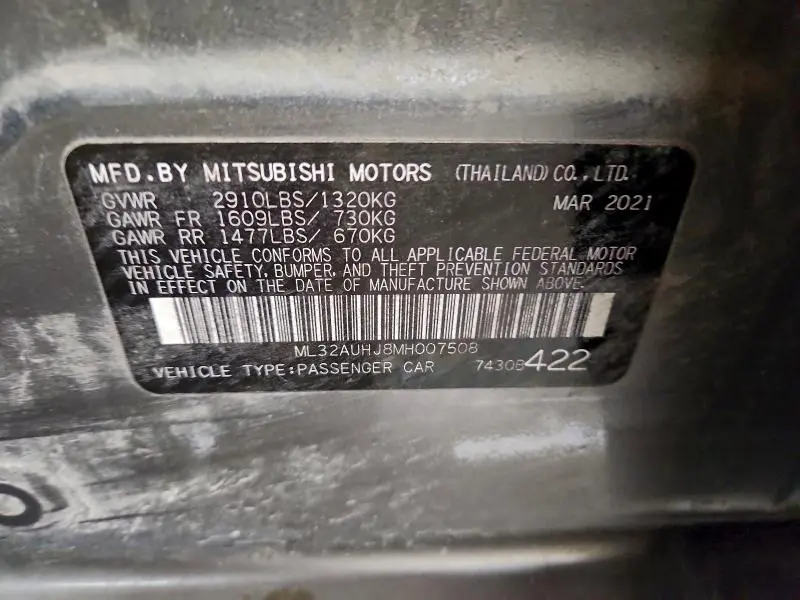 MFD.BY MITSUBISHI MOTORS (THAILAND) CO., LTD.
GVWR 2910LBS/1320KG MAR 2021
GAWR FR 1609LBS/ 730KG
GAWR RR 1477LBS/ 670KG
THIS VEHICLE CONFORMS TO ALL APPLICABLE FEDERAL MOTOR
VEHICLE SAFETY, BUMPER, AND THEFT PREVENTION STANDARDS
IN EFFECT ON THE DATE OF MANUFACTURE SHOWN ABOVE.
ML32AUHJ8MH007508
VEHICLE TYPE:PASSENGER CAR 7430B422